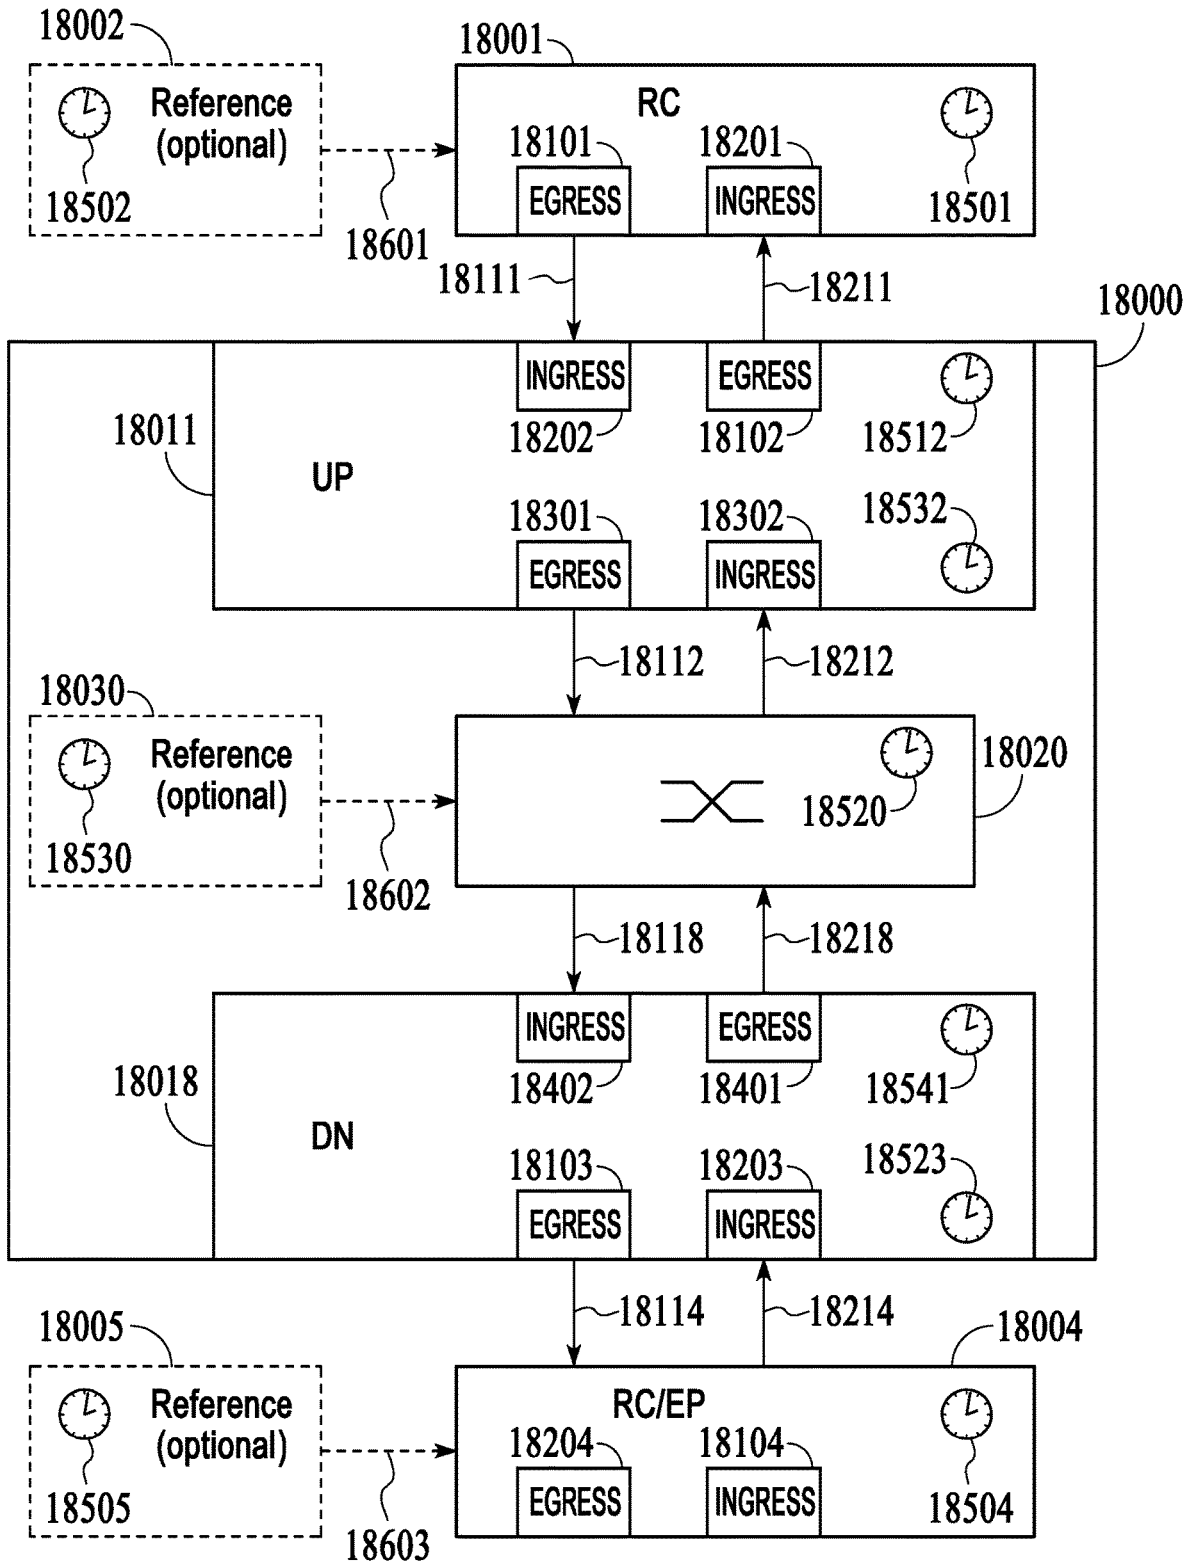 18002
18001
Reference
(optional)
18502
18601
RC
18101
18201
EGRESS
INGRESS
18501
18111
18211
18000
INGRESS
EGRESS
18202
18102
18512
18011
UP
18301
18302
18532
EGRESS
INGRESS
18112
18212
18030
Reference
(optional)
18530
18602
18520
18020
18118
18218
INGRESS
EGRESS
18402
18401
18541
18018
DN
18103
18203
18523
EGRESS
INGRESS
18114
18214
18005
18004
Reference
(optional)
18505
18603
RC/EP
18204
18104
EGRESS
INGRESS
18504